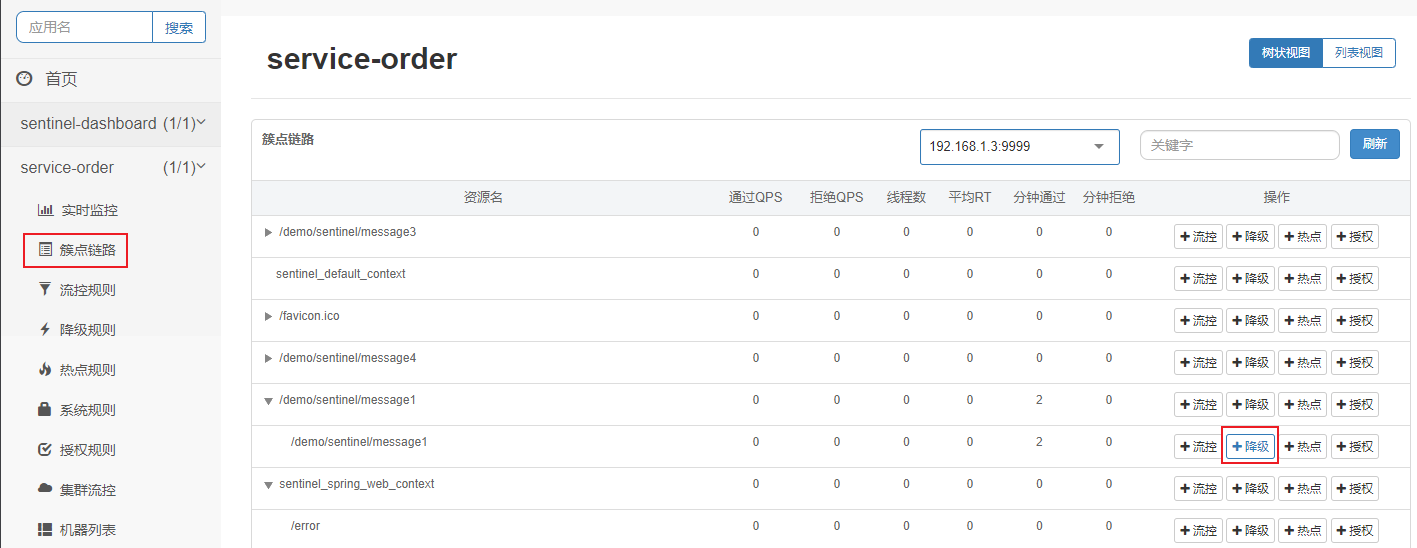 应用名 搜索
首页
sentinel-dashboard (1/1)
service-order (1/1)
实时监控
簇点链路
流控规则
降级规则
热点规则
系统规则
授权规则
集群流控
机器列表
service-order
树状视图 列表视图
簇点链路 192.168.1.3:9999 关键字 刷新
资源名 通过QPS 拒绝QPS 线程数 平均RT 分钟通过 分钟拒绝 操作
/demo/sentinel/message3 0 0 0 0 0 0 +流控 +降级 +热点 +授权
sentinel_default_context 0 0 0 0 0 0 +流控 +降级 +热点 +授权
/favicon.ico 0 0 0 0 0 0 +流控 +降级 +热点 +授权
/demo/sentinel/message4 0 0 0 0 0 0 +流控 +降级 +热点 +授权
/demo/sentinel/message1 0 0 0 0 2 0 +流控 +降级 +热点 +授权
/demo/sentinel/message1 0 0 0 0 2 0 +流控 +降级 +热点 +授权
sentinel_spring_web_context 0 0 0 0 0 0 +流控 +降级 +热点 +授权
/error 0 0 0 0 0 0 +流控 +降级 +热点 +授权